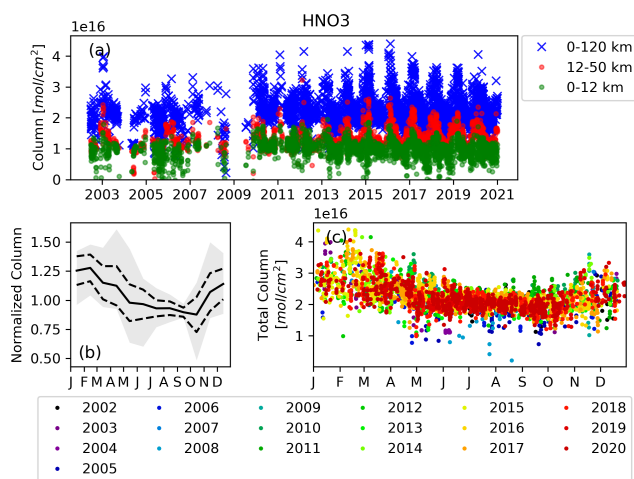 HNO3
1e16
(a)
Column [mol/cm²]
4
3
2
1
0
2003 2005 2007 2009 2011 2013 2015 2017 2019 2021
0-120 km
12-50 km
0-12 km
Normalized Column
1.50
1.25
1.00
0.75
0.50
(b)
J F M A M J J A S O N D
1e16
(c)
Total Column
[mol/cm²]
4
3
2
1
J F M A M J J A S O N D
2002 2006 2009 2012 2015 2018
2003 2007 2010 2013 2016 2019
2004 2008 2011 2014 2017 2020
2005